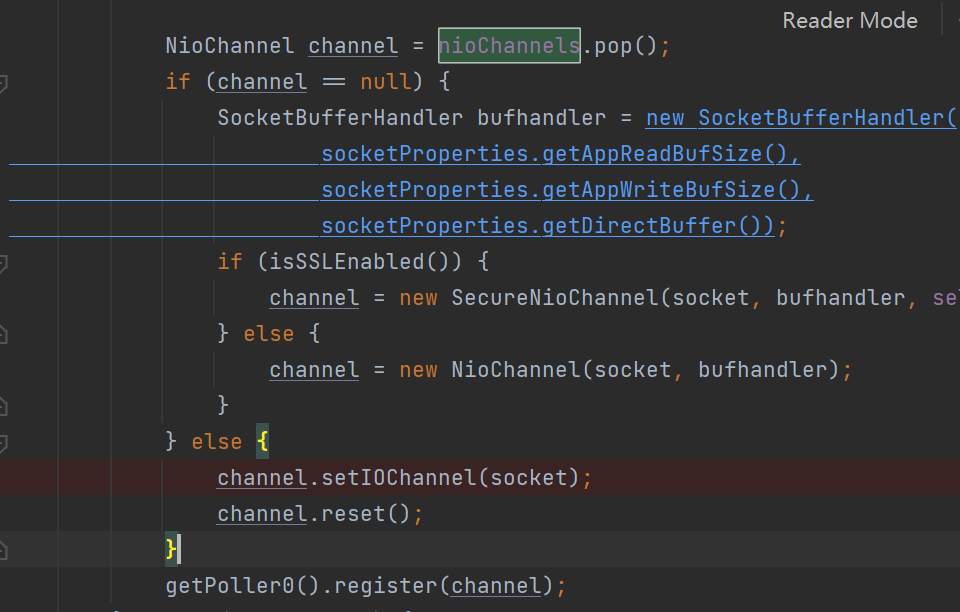 Reader Mode
NioChannel channel = nioChannels.pop();
if (channel == null) {
SocketBufferHandler bufhandler = new SocketBufferHandler(
socketProperties.getAppReadBufSize(),
socketProperties.getAppWriteBufSize(),
socketProperties.getDirectBuffer());
if (isSSLEnabled()) {
channel = new SecureNioChannel(socket, bufhandler, se
} else {
channel = new NioChannel(socket, bufhandler);
}
} else {
channel.setIOChannel(socket);
channel.reset();
}
getPoller0().register(channel);